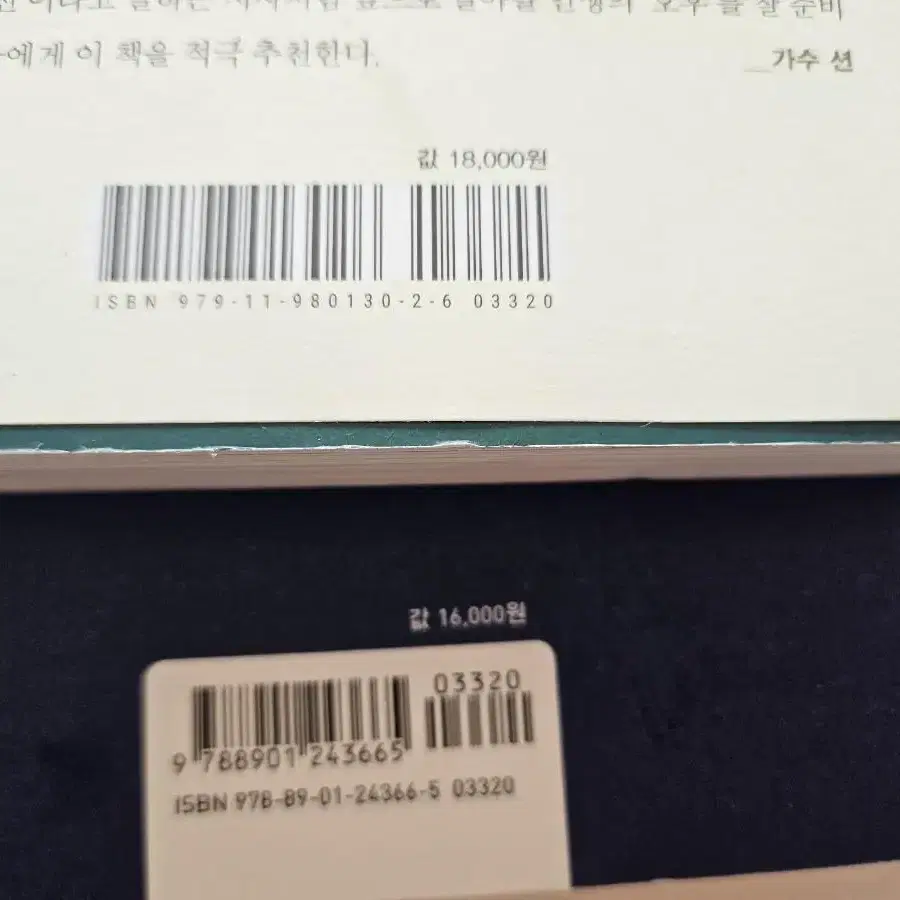 에게 이 책을 적극 추천한다.
_가수 션
값 18,000원
ISBN 979-11-980130-2-6 03320
값 16,000원
03320
9 788901 243665
ISBN 978-89-01-24366-5 03320